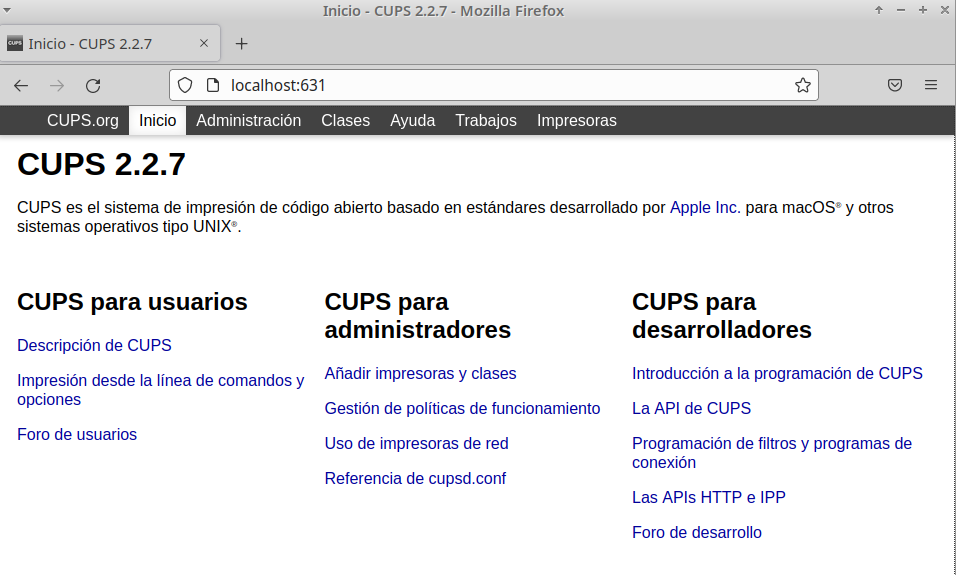 Inicio - CUPS 2.2.7 - Mozilla Firefox
CUPS Inicio - CUPS 2.2.7
localhost:631
CUPS.org Inicio Administración Clases Ayuda Trabajos Impresoras
CUPS 2.2.7
CUPS es el sistema de impresión de código abierto basado en estándares desarrollado por Apple Inc. para macOS® y otros
sistemas operativos tipo UNIX®.
CUPS para usuarios
Descripción de CUPS
Impresión desde la línea de comandos y
opciones
Foro de usuarios
CUPS para
administradores
Añadir impresoras y clases
Gestión de políticas de funcionamiento
Uso de impresoras de red
Referencia de cupsd.conf
CUPS para
desarrolladores
Introducción a la programación de CUPS
La API de CUPS
Programación de filtros y programas de
conexión
Las APIs HTTP e IPP
Foro de desarrollo